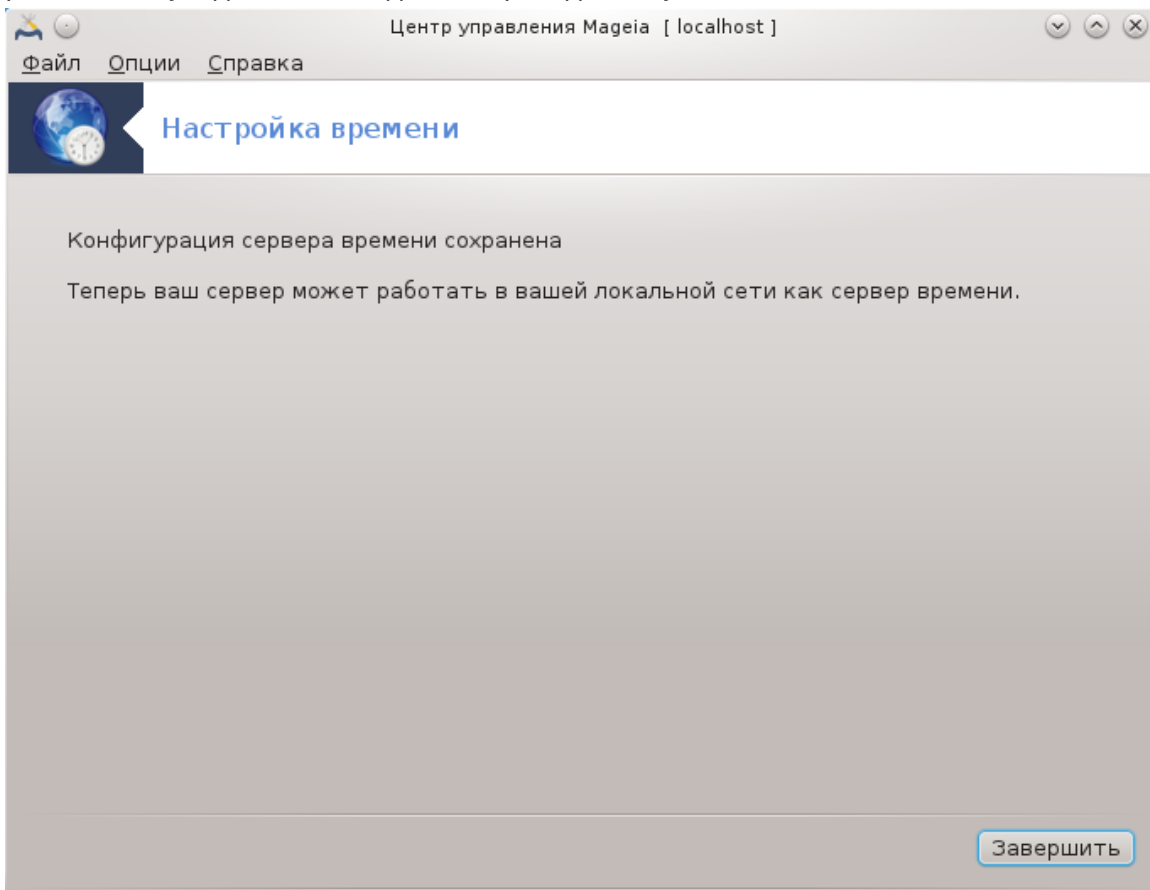 Центр управления Mageia [ localhost ]
Файл Опции Справка
Настройка времени
Конфигурация сервера времени сохранена
Теперь ваш сервер может работать в вашей локальной сети как сервер времени.
Завершить